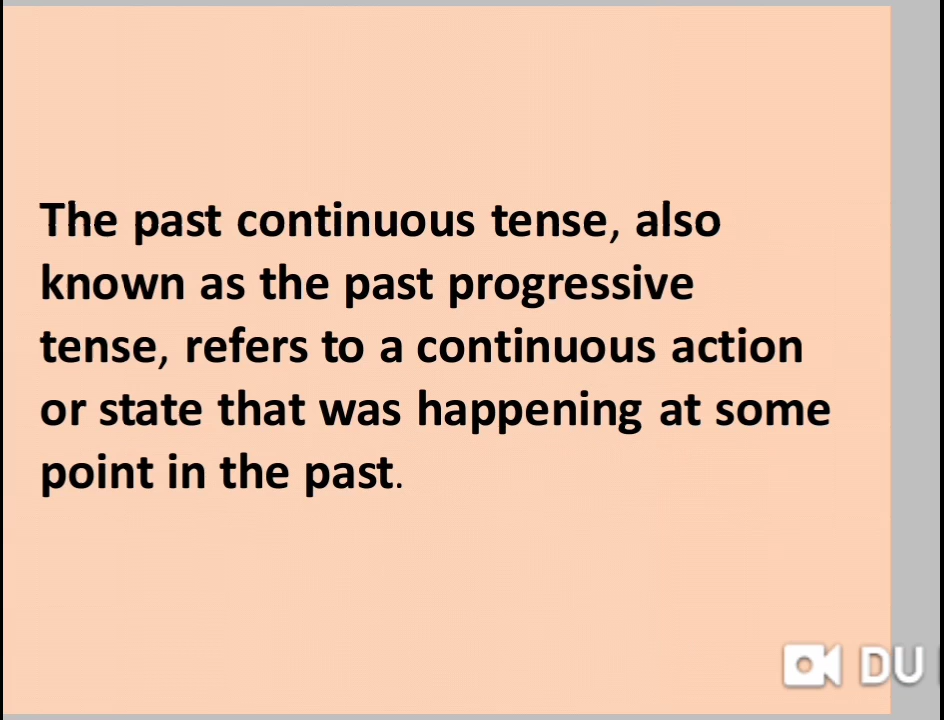 The past continuous tense, also
known as the past progressive
tense, refers to a continuous action
or state that was happening at some
point in the past.
DU